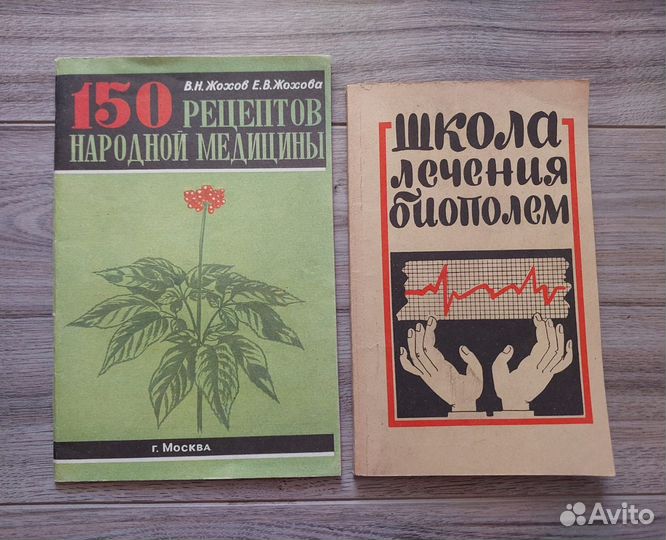 В.Н. Жохов Е.В. Жохова
150 РЕЦЕПТОВ
НАРОДНОЙ МЕДИЦИНЫ
г. Москва
ШКОЛА
лечения
биополем
Avito